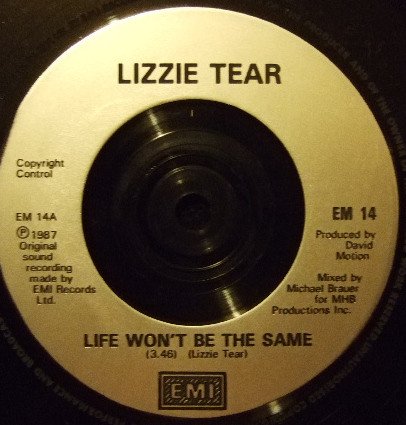 LIZZIE TEAR
Copyright
Control
EM 14A
Ⓟ 1987
Original
sound
recording
made by
EMI Records
Ltd.
EM 14
Produced by
David
Motion
Mixed by
Michael Brauer
for MHB
Productions Inc.
LIFE WON'T BE THE SAME
(3.46) (Lizzie Tear)
EMI